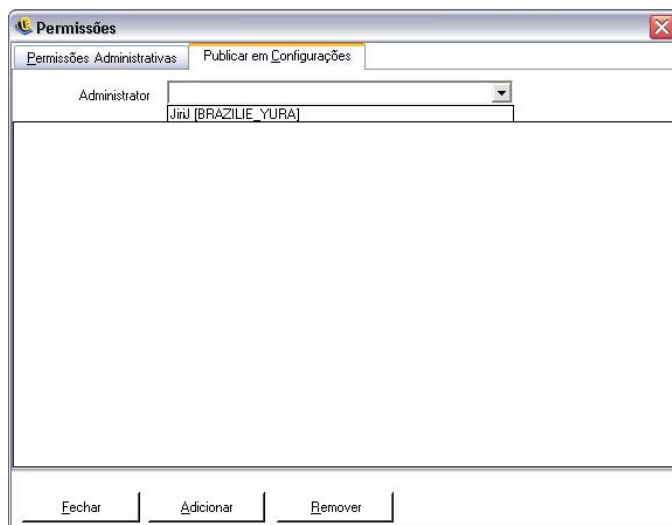 Permissões
Permissões Administrativas
Publicar em Configurações
Administrator
JiriJ [BRAZILIE_YURA]
Fechar
Adicionar
Remover